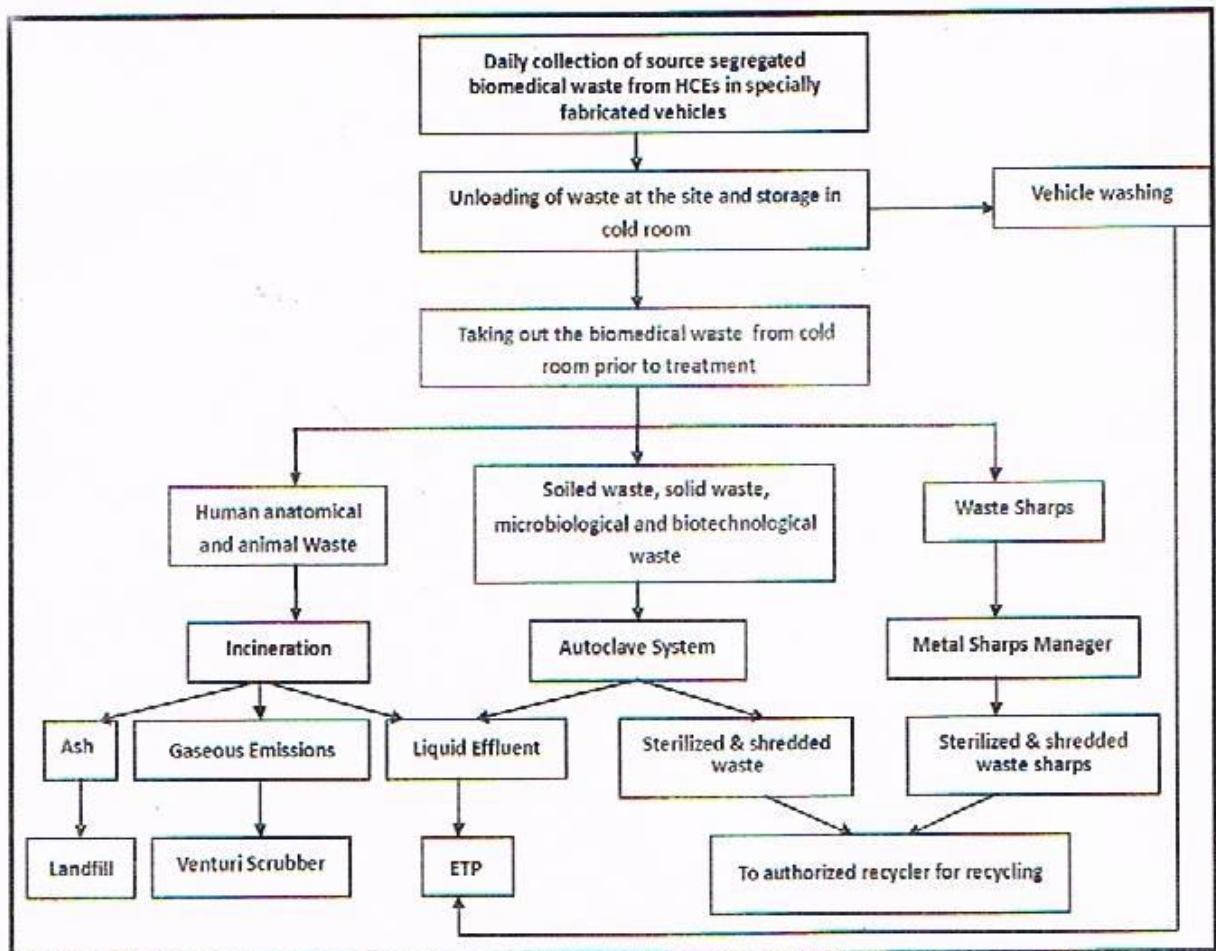 Daily collection of source segregated
biomedical waste from HCEs in specially
fabricated vehicles
Unloading of waste at the site and storage in
cold room
Vehicle washing
Taking out the biomedical waste from cold
room prior to treatment
Human anatomical
and animal Waste
Soiled waste, solid waste,
microbiological and biotechnological
waste
Waste Sharps
Incineration
Autoclave System
Metal Sharps Manager
Ash
Gaseous Emissions
Liquid Effluent
Sterilized & shredded
waste
Sterilized & shredded
waste sharps
Landfill
Venturi Scrubber
ETP
To authorized recycler for recycling